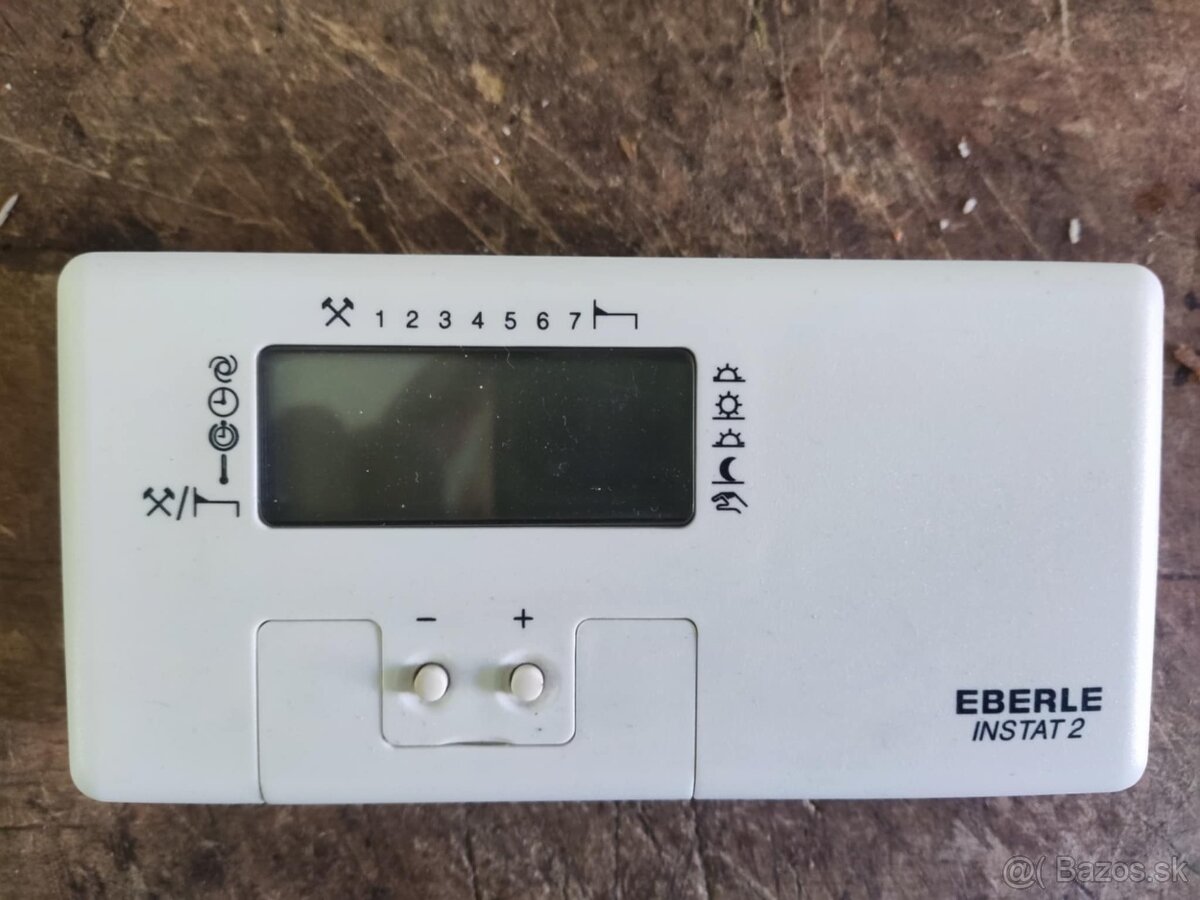 1 2 3 4 5 6 7
/
− +
EBERLE
INSTAT 2
@( Bazos.sk